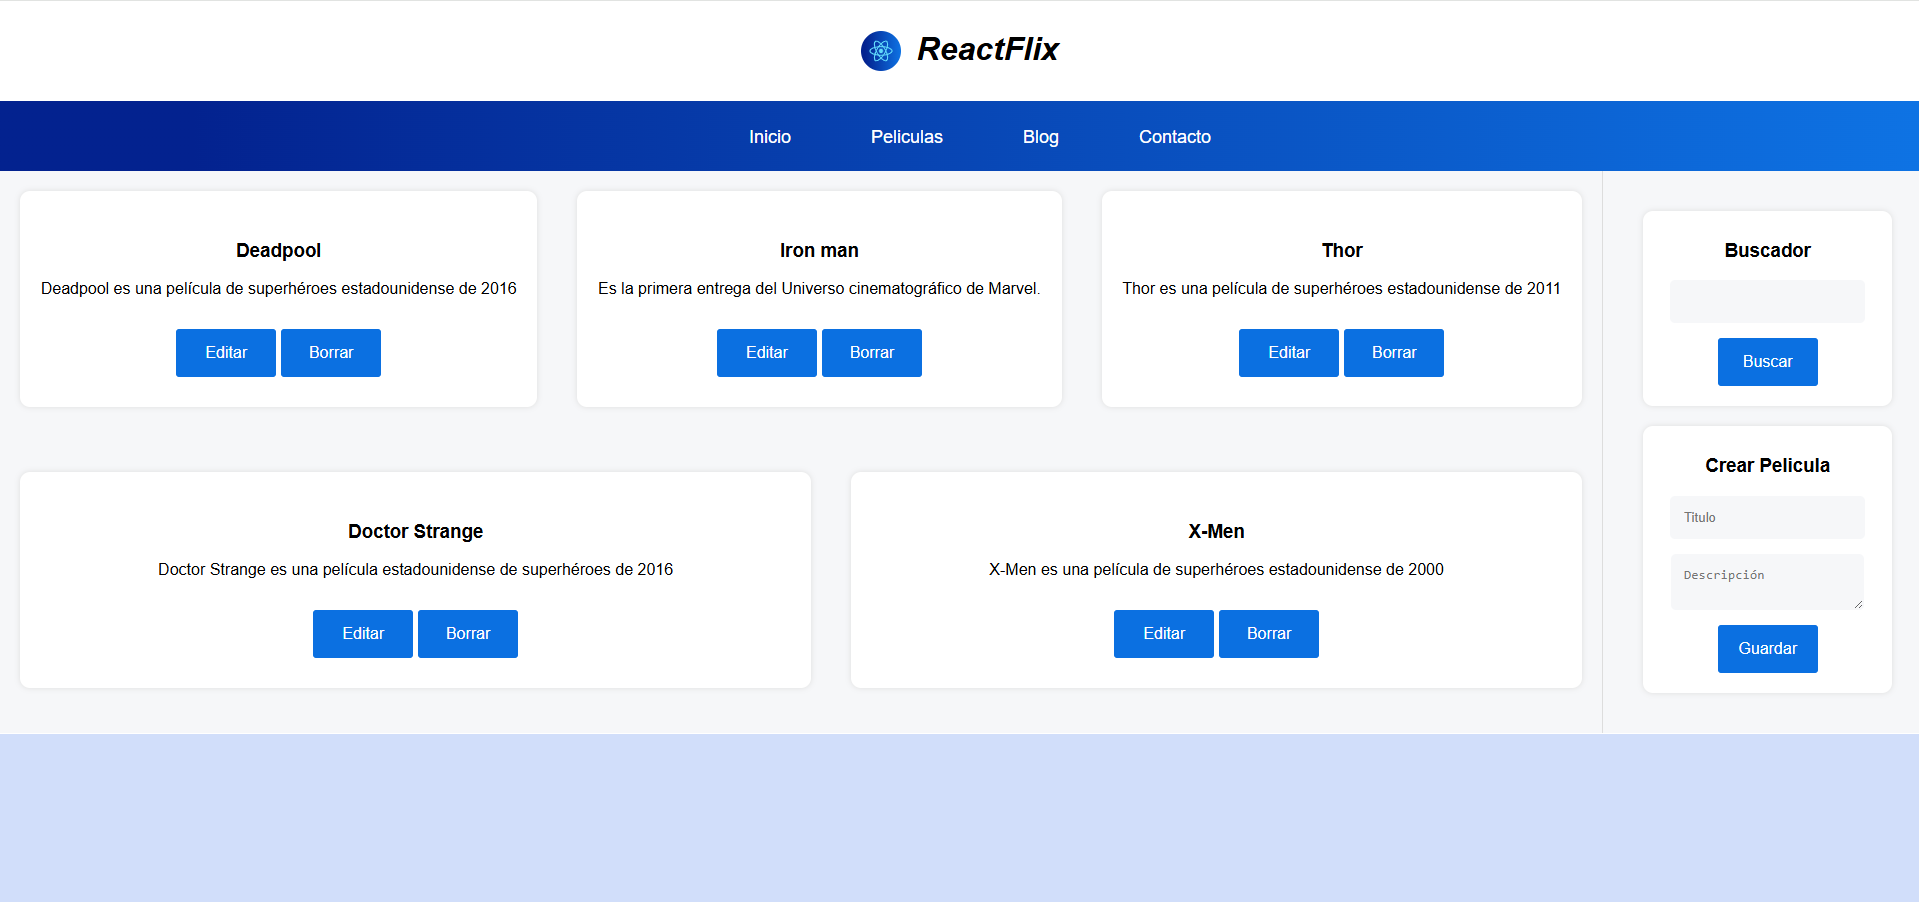 ReactFlix
Inicio Peliculas Blog Contacto
Deadpool
Deadpool es una película de superhéroes estadounidense de 2016
Editar Borrar
Iron man
Es la primera entrega del Universo cinematográfico de Marvel.
Editar Borrar
Thor
Thor es una película de superhéroes estadounidense de 2011
Editar Borrar
Doctor Strange
Doctor Strange es una película estadounidense de superhéroes de 2016
Editar Borrar
X-Men
X-Men es una película de superhéroes estadounidense de 2000
Editar Borrar
Buscador
Buscar
Crear Pelicula
Titulo
Descripción
Guardar